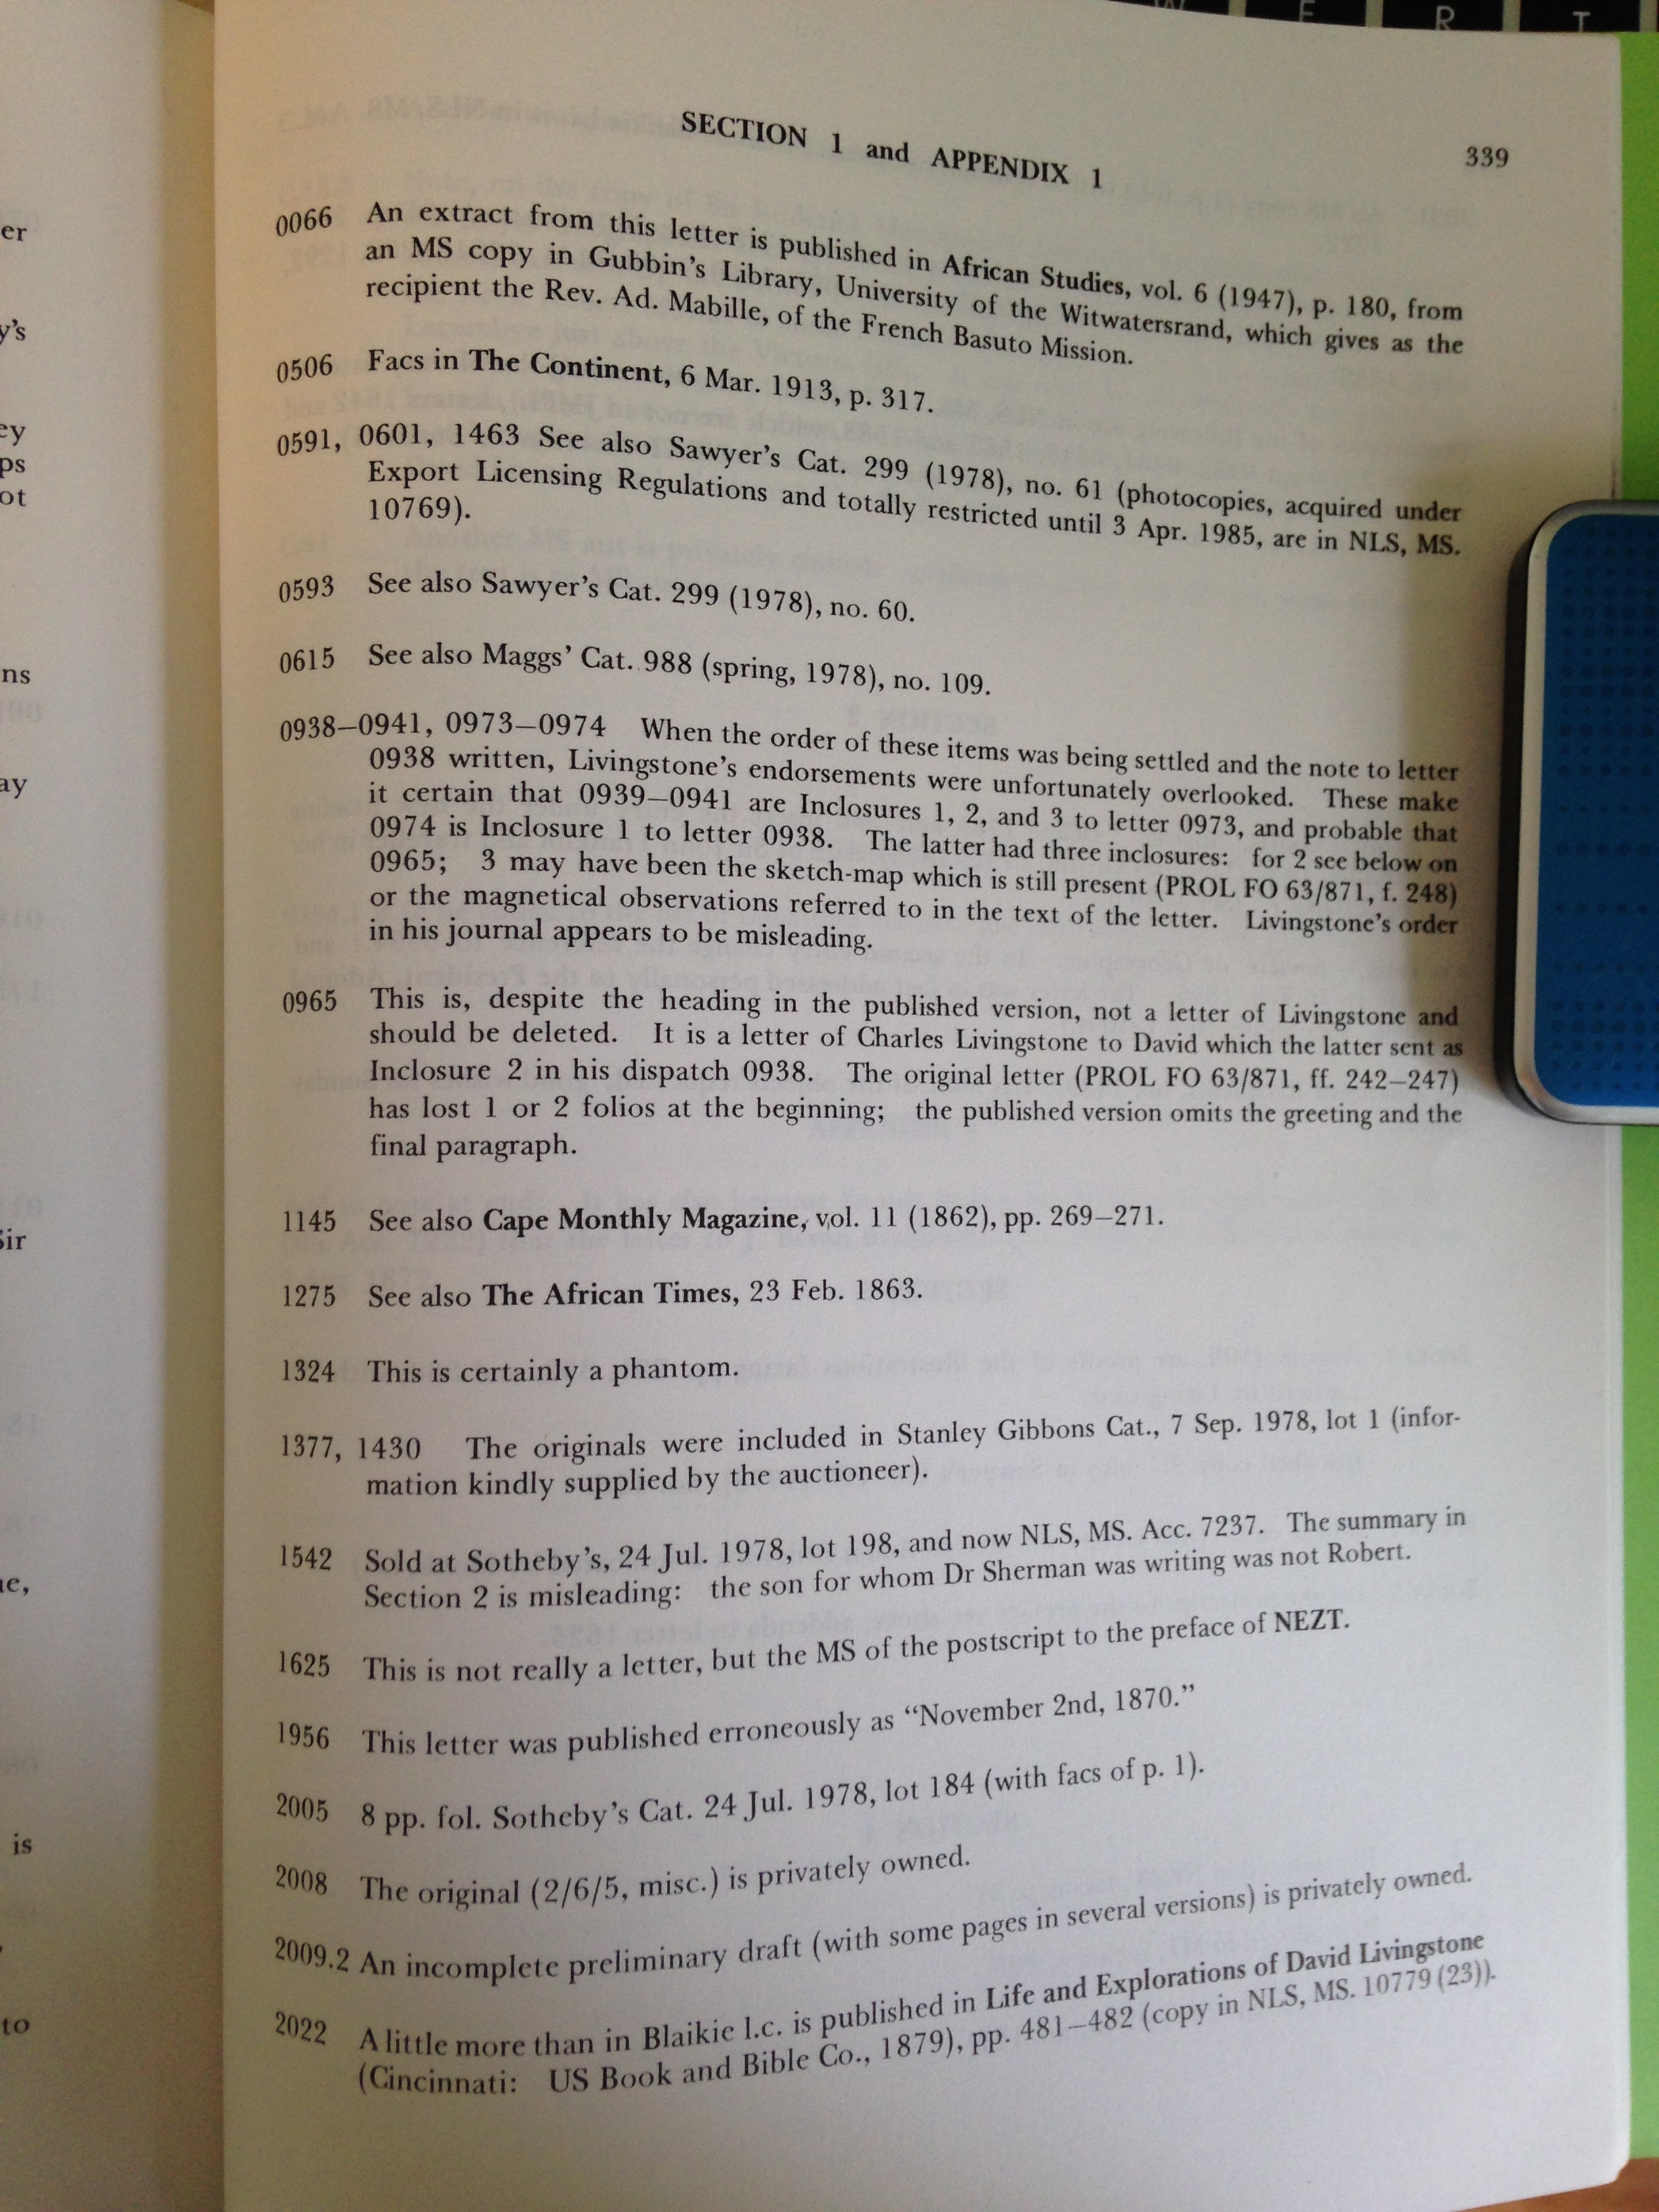 W E R T
SECTION 1 and APPENDIX 1
339
0066 An extract from this letter is published in African Studies, vol. 6 (1947), p. 180, from
an MS copy in Gubbin's Library, University of the Witwatersrand, which gives as the
recipient the Rev. Ad. Mabille, of the French Basuto Mission.
0506 Facs in The Continent, 6 Mar. 1913, p. 317.
0591, 0601, 1463 See also Sawyer's Cat. 299 (1978), no. 61 (photocopies, acquired under
Export Licensing Regulations and totally restricted until 3 Apr. 1985, are in NLS, MS.
10769).
0593 See also Sawyer's Cat. 299 (1978), no. 60.
0615 See also Maggs' Cat. 988 (spring, 1978), no. 109.
0938–0941, 0973–0974 When the order of these items was being settled and the note to letter
0938 written, Livingstone's endorsements were unfortunately overlooked. These make
it certain that 0939–0941 are Inclosures 1, 2, and 3 to letter 0973, and probable that
0974 is Inclosure 1 to letter 0938. The latter had three inclosures: for 2 see below on
0965; 3 may have been the sketch-map which is still present (PROL FO 63/871, f. 248)
or the magnetical observations referred to in the text of the letter. Livingstone's order
in his journal appears to be misleading.
0965 This is, despite the heading in the published version, not a letter of Livingstone and
should be deleted. It is a letter of Charles Livingstone to David which the latter sent as
Inclosure 2 in his dispatch 0938. The original letter (PROL FO 63/871, ff. 242–247)
has lost 1 or 2 folios at the beginning; the published version omits the greeting and the
final paragraph.
1145 See also Cape Monthly Magazine, vol. 11 (1862), pp. 269–271.
1275 See also The African Times, 23 Feb. 1863.
1324 This is certainly a phantom.
1377, 1430 The originals were included in Stanley Gibbons Cat., 7 Sep. 1978, lot 1 (infor-
mation kindly supplied by the auctioneer).
1542 Sold at Sotheby's, 24 Jul. 1978, lot 198, and now NLS, MS. Acc. 7237. The summary in
Section 2 is misleading: the son for whom Dr Sherman was writing was not Robert.
1625 This is not really a letter, but the MS of the postscript to the preface of NEZT.
1956 This letter was published erroneously as “November 2nd, 1870.”
2005 8 pp. fol. Sotheby's Cat. 24 Jul. 1978, lot 184 (with facs of p. 1).
2008 The original (2/6/5, misc.) is privately owned.
2009.2 An incomplete preliminary draft (with some pages in several versions) is privately owned.
2022 A little more than in Blaikie l.c. is published in Life and Explorations of David Livingstone
(Cincinnati: US Book and Bible Co., 1879), pp. 481–482 (copy in NLS, MS. 10779 (23)).